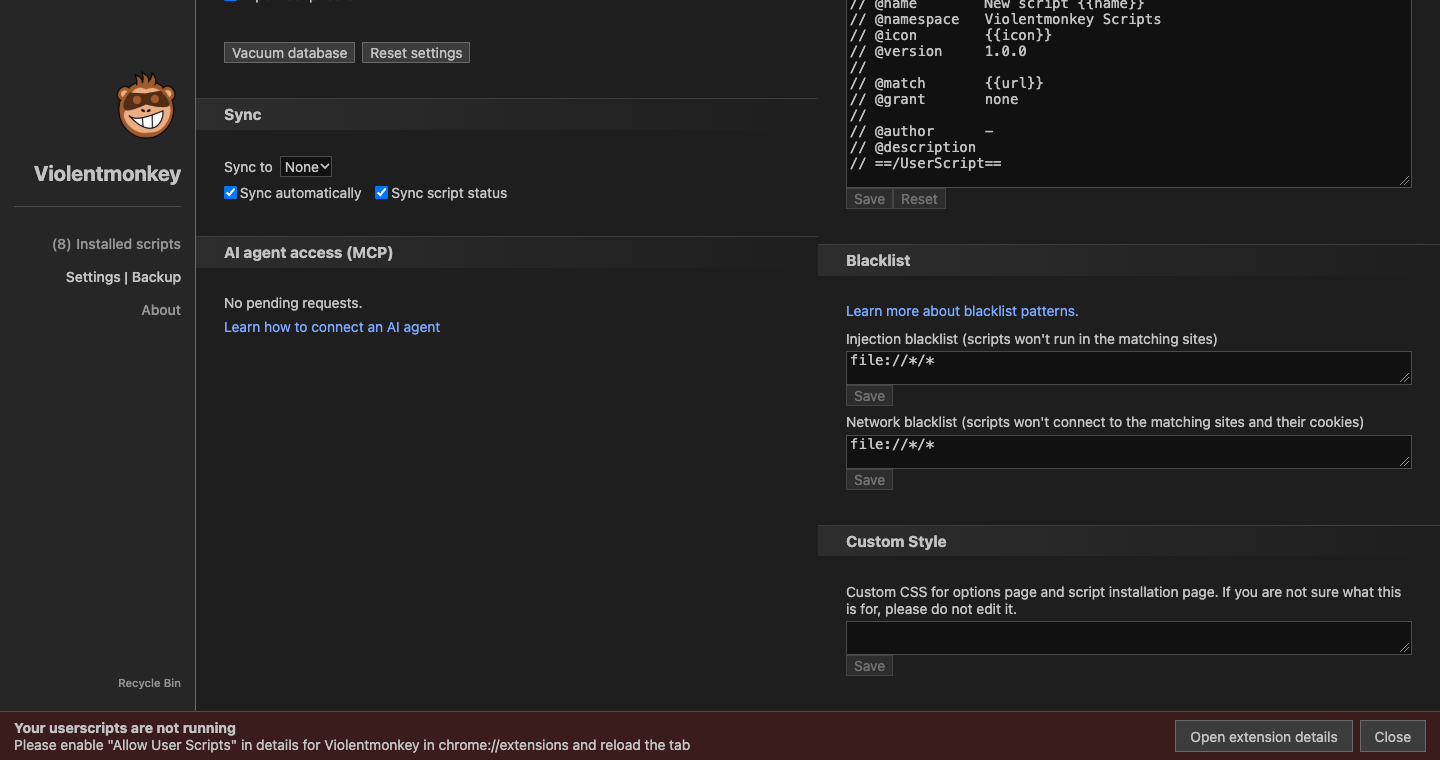 Violentmonkey
(8) Installed scripts
Settings | Backup
About
Recycle Bin
Vacuum database
Reset settings
Sync
Sync to None
Sync automatically
Sync script status
AI agent access (MCP)
No pending requests.
Learn how to connect an AI agent
// @name        New script {{name}}
// @namespace   Violentmonkey Scripts
// @icon        {{icon}}
// @version     1.0.0
//
// @match       {{url}}
// @grant       none
//
// @author      -
// @description
// ==/UserScript==
Save
Reset
Blacklist
Learn more about blacklist patterns.
Injection blacklist (scripts won't run in the matching sites)
file://*/*
Save
Network blacklist (scripts won't connect to the matching sites and their cookies)
file://*/*
Save
Custom Style
Custom CSS for options page and script installation page. If you are not sure what this
is for, please do not edit it.
Save
Your userscripts are not running
Please enable "Allow User Scripts" in details for Violentmonkey in chrome://extensions and reload the tab
Open extension details
Close